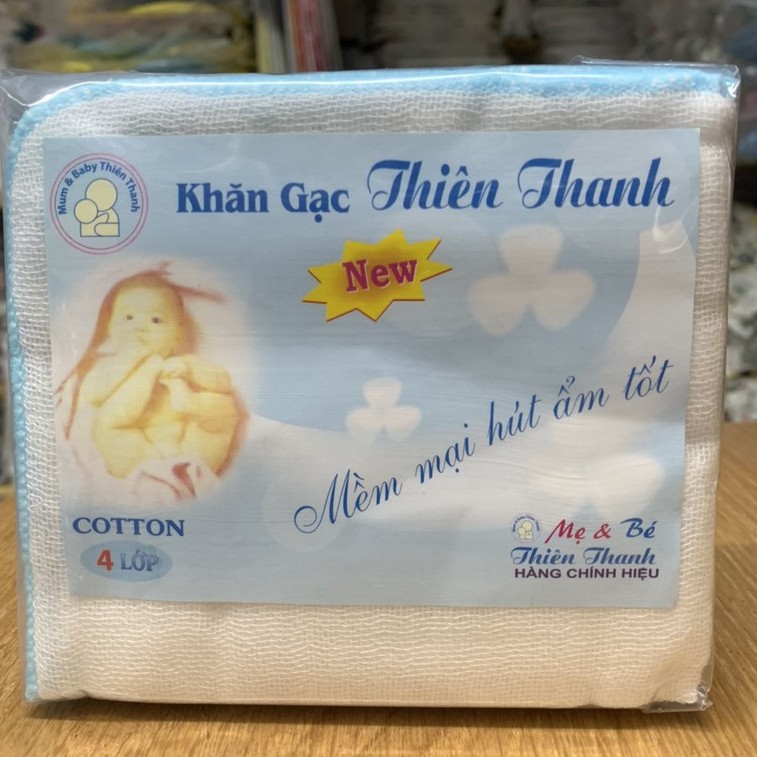 Mum & Baby Thiên Thanh
Khăn Gạc Thiên Thanh
New
Mềm mại hút ẩm tốt
COTTON
4 LỚP
Mẹ & Bé
Thiên Thanh
HÀNG CHÍNH HIỆU